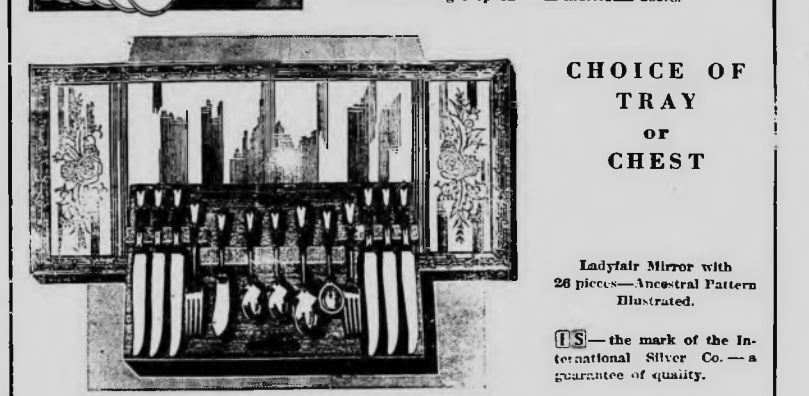 CHOICE OF
TRAY
or
CHEST
Ladyfair Mirror with
26 pieces—Ancestral Pattern
Illustrated.
IS—the mark of the In-
ternational Silver Co.—a
guarantee of quality.